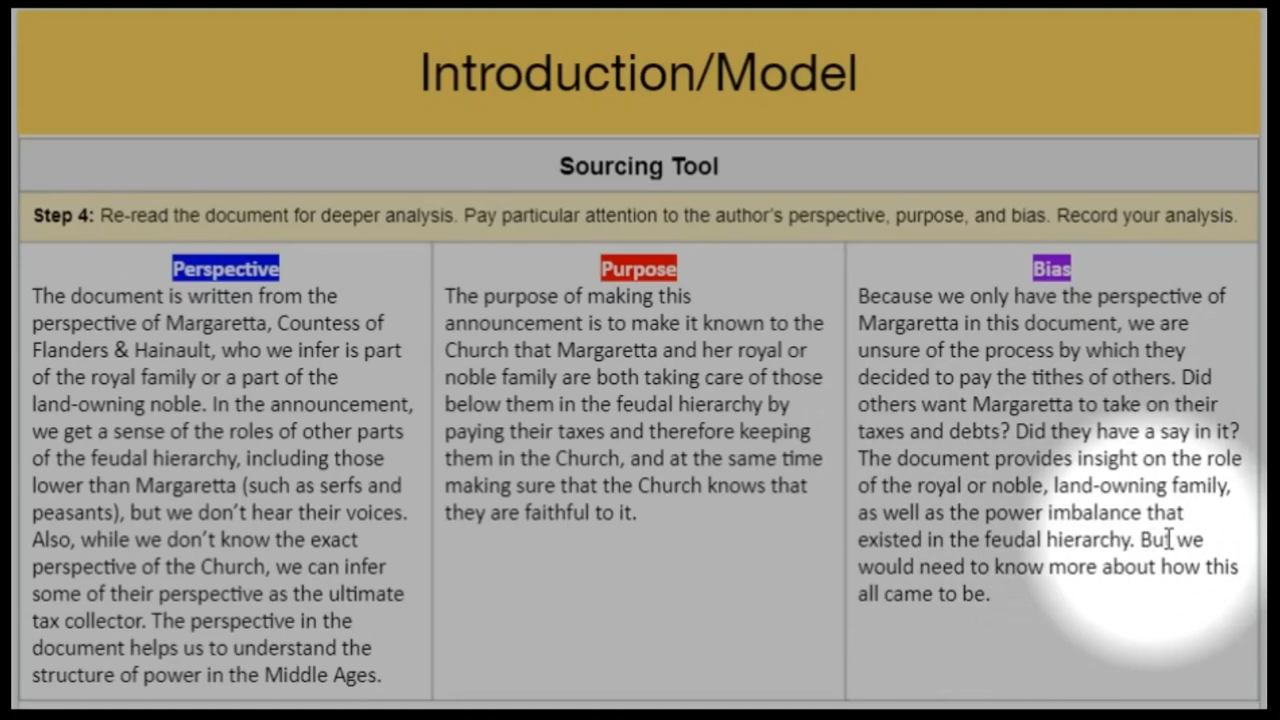 Introduction/Model
Sourcing Tool
Step 4: Re-read the document for deeper analysis. Pay particular attention to the author's perspective, purpose, and bias. Record your analysis.
Perspective
The document is written from the
perspective of Margaretta, Countess of
Flanders & Hainault, who we infer is part
of the royal family or a part of the
land-owning noble. In the announcement,
we get a sense of the roles of other parts
of the feudal hierarchy, including those
lower than Margaretta (such as serfs and
peasants), but we don't hear their voices.
Also, while we don't know the exact
perspective of the Church, we can infer
some of their perspective as the ultimate
tax collector. The perspective in the
document helps us to understand the
structure of power in the Middle Ages.
Purpose
The purpose of making this
announcement is to make it known to the
Church that Margaretta and her royal or
noble family are both taking care of those
below them in the feudal hierarchy by
paying their taxes and therefore keeping
them in the Church, and at the same time
making sure that the Church knows that
they are faithful to it.
Bias
Because we only have the perspective of
Margaretta in this document, we are
unsure of the process by which they
decided to pay the tithes of others. Did
others want Margaretta to take on their
taxes and debts? Did they have a say in it?
The document provides insight on the role
of the royal or noble, land-owning family,
as well as the power imbalance that
existed in the feudal hierarchy. But we
would need to know more about how this
all came to be.